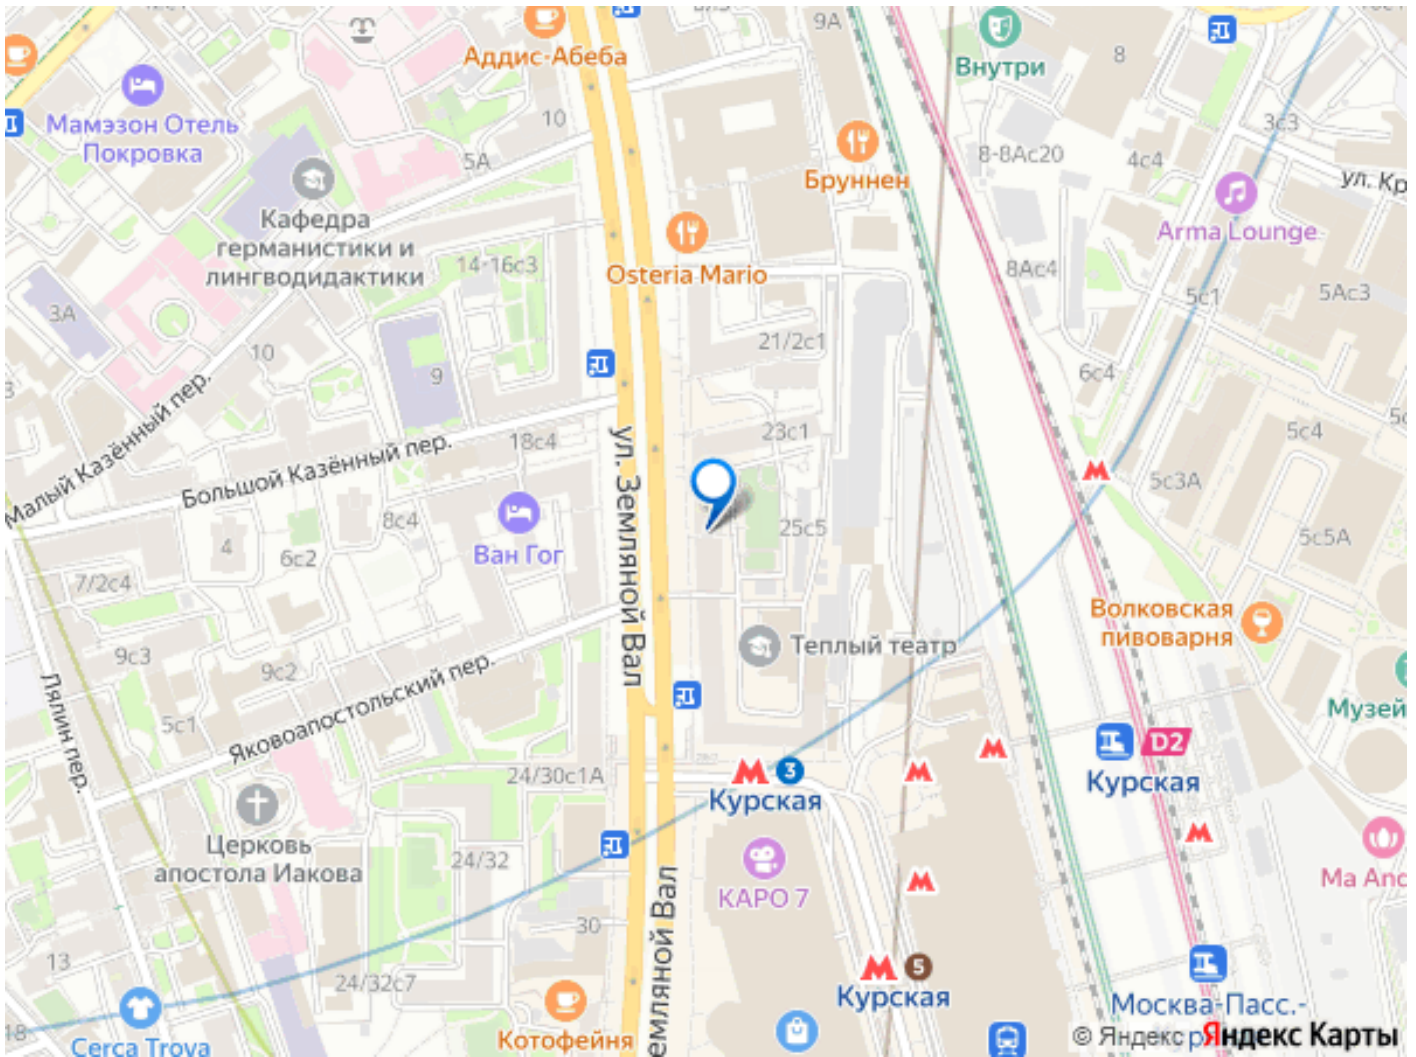 9А
Аддис-Абеба
Внутри
8
Мамэзон Отель
Покровка
10
5А
3с3
8-8Ас20
4с4
Бруннен
ул. Кр
Кафедра
германистики и
лингводидактики
14-16с3
Osteria Mario
Arma Lounge
8Ас4
5с1
5Ас3
3А
10
9
21/2с1
6с4
Малый Казённый пер.
Большой Казённый пер.
18с4
ул. Земляной Вал
23с1
5с4
5с3А
8с4
4
6с2
Ван Гог
25с5
5с5А
7/2с4
Волковская
пивоварня
Теплый театр
9с3
9с2
Лялин пер.
Яковоапостольский пер.
5с1
Музей
D2
Курская
24/30с1А
3
Курская
Церковь
апостола Иакова
24/32
КАРО 7
Ma Anc
30
емляной Вал
13
24/32с7
5
Курская
Москва-Пасс.-
18
Cerca Trova
Котофейня
© Яндекс
Яндекс Карты